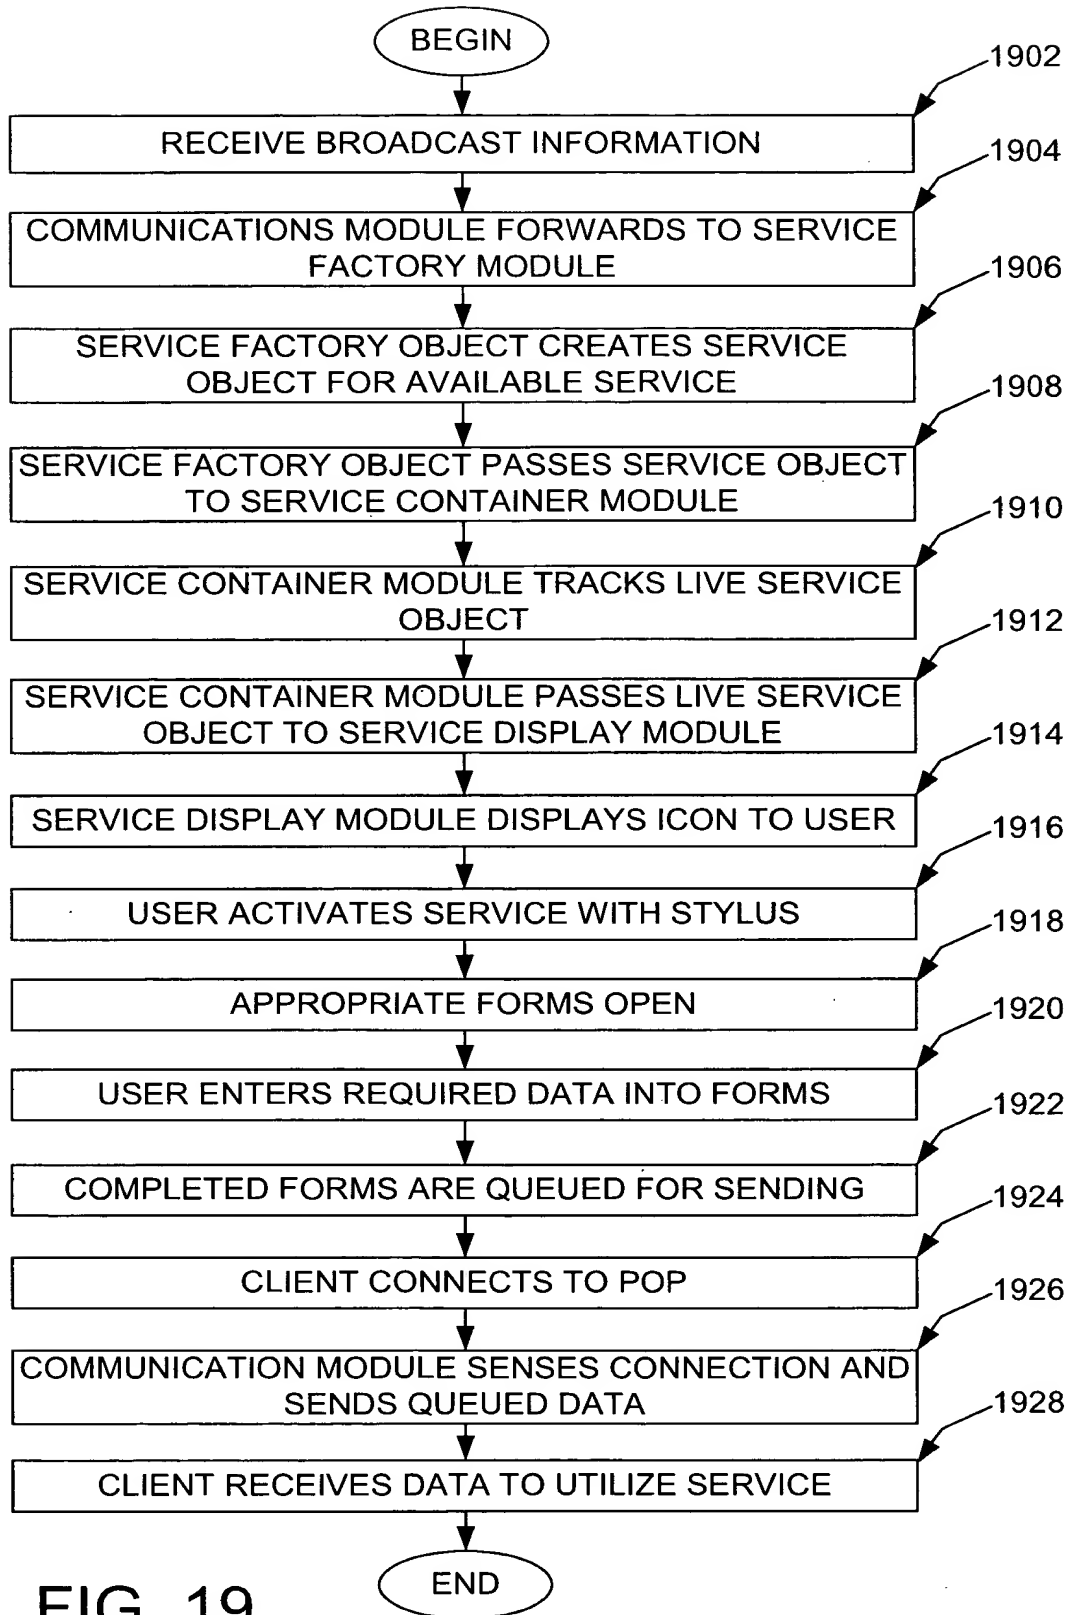 BEGIN
1902
RECEIVE BROADCAST INFORMATION
1904
COMMUNICATIONS MODULE FORWARDS TO SERVICE
FACTORY MODULE
1906
SERVICE FACTORY OBJECT CREATES SERVICE
OBJECT FOR AVAILABLE SERVICE
1908
SERVICE FACTORY OBJECT PASSES SERVICE OBJECT
TO SERVICE CONTAINER MODULE
1910
SERVICE CONTAINER MODULE TRACKS LIVE SERVICE
OBJECT
1912
SERVICE CONTAINER MODULE PASSES LIVE SERVICE
OBJECT TO SERVICE DISPLAY MODULE
1914
SERVICE DISPLAY MODULE DISPLAYS ICON TO USER
1916
USER ACTIVATES SERVICE WITH STYLUS
1918
APPROPRIATE FORMS OPEN
1920
USER ENTERS REQUIRED DATA INTO FORMS
1922
COMPLETED FORMS ARE QUEUED FOR SENDING
1924
CLIENT CONNECTS TO POP
1926
COMMUNICATION MODULE SENSES CONNECTION AND
SENDS QUEUED DATA
1928
CLIENT RECEIVES DATA TO UTILIZE SERVICE
END
FIG. 19